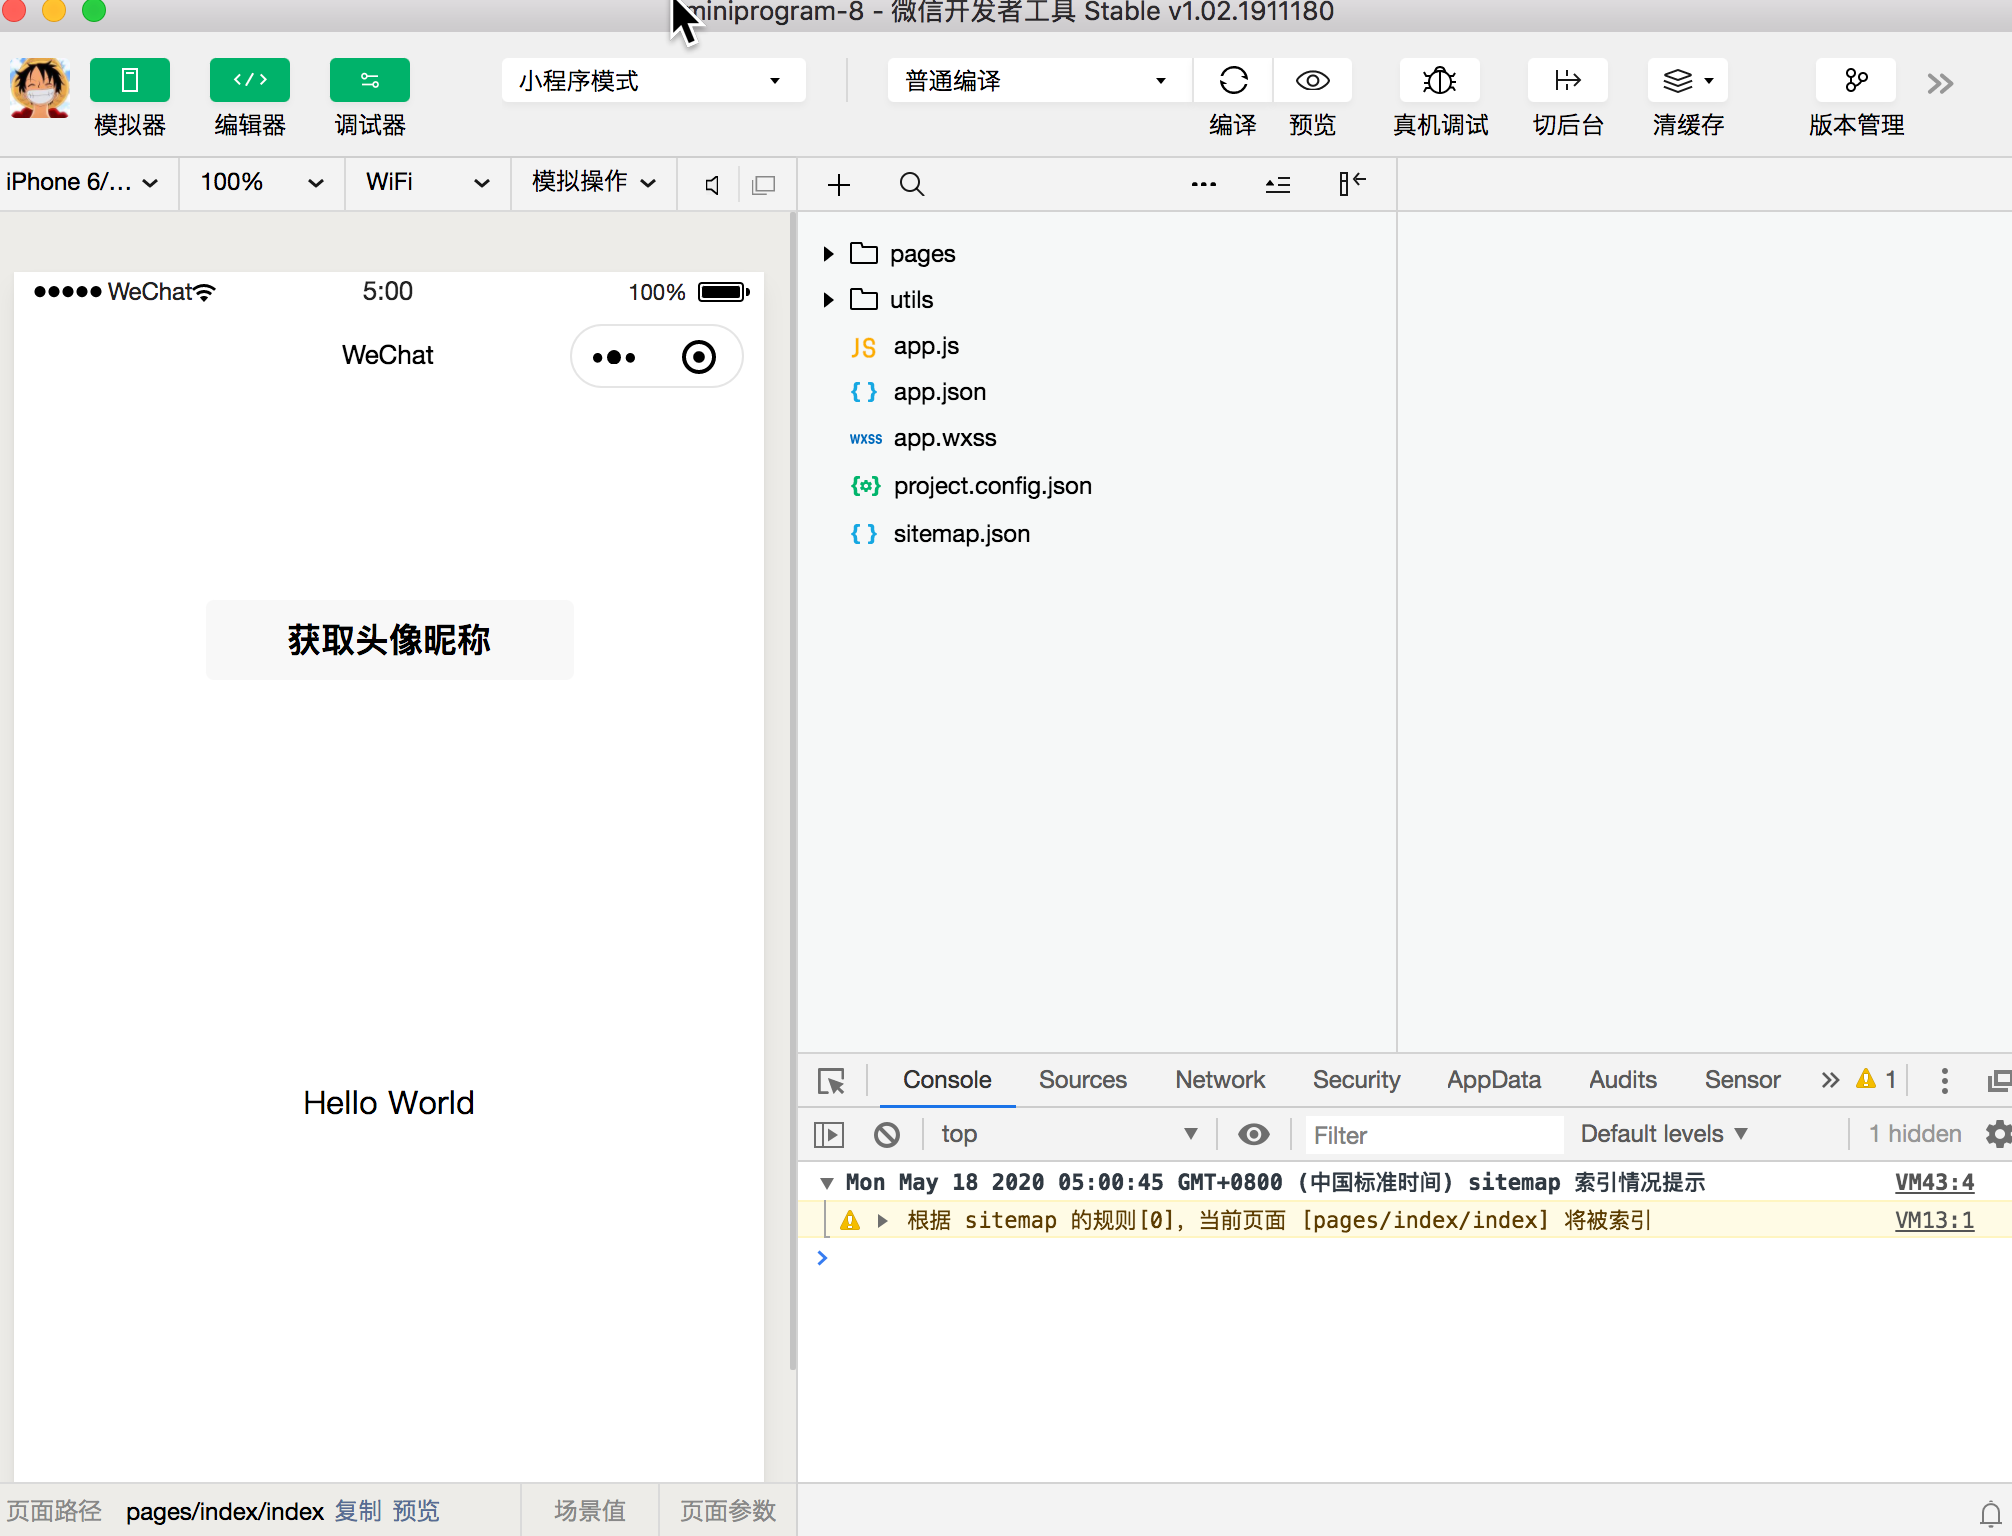 miniprogram-8 - 微信开发者工具 Stable v1.02.1911180
小程序模式
普通编译
模拟器 编辑器 调试器 编译 预览 真机调试 切后台 清缓存 版本管理
iPhone 6/... 100% WiFi 模拟操作
WeChat 5:00 100%
WeChat
获取头像昵称
Hello World
pages
utils
JS app.js
{ } app.json
wxss app.wxss
project.config.json
{ } sitemap.json
Console Sources Network Security AppData Audits Sensor 1
top Filter Default levels 1 hidden
Mon May 18 2020 05:00:45 GMT+0800 (中国标准时间) sitemap 索引情况提示 VM43:4
根据 sitemap 的规则[0]，当前页面 [pages/index/index] 将被索引 VM13:1
页面路径 pages/index/index 复制 预览 场景值 页面参数